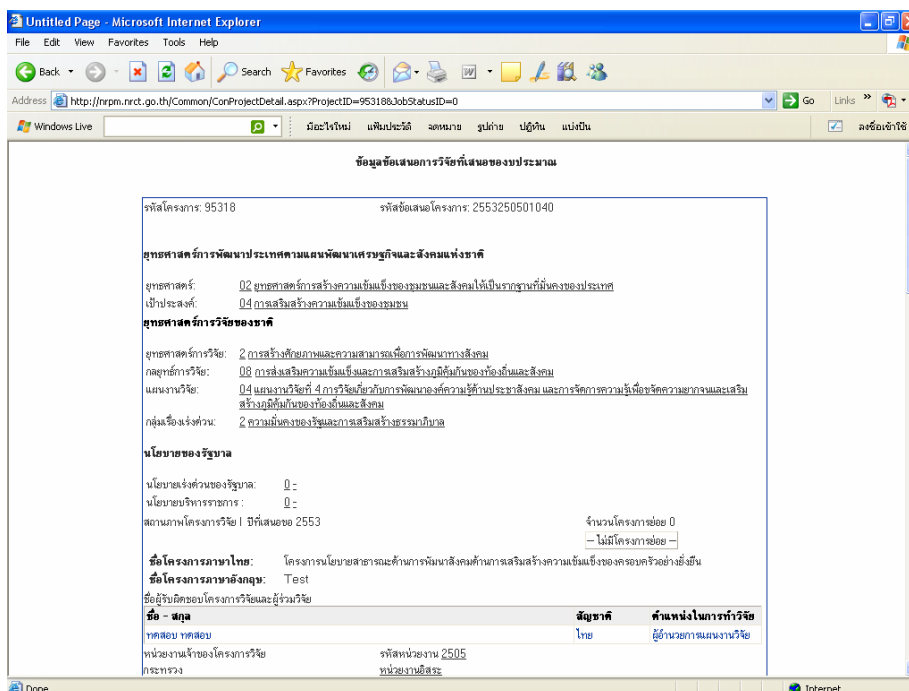 Untitled Page - Microsoft Internet Explorer
File Edit View Favorites Tools Help
Back Search Favorites
Address http://nrpm.nrct.go.th/Common/ConProjectDetail.aspx?ProjectID=95318&JobStatusID=0 Go Links »
Windows Live มีอะไรใหม่ แฟ้มประวัติ จดหมาย รูปถ่าย ปฏิทิน แบ่งปัน ลงชื่อเข้าใช้
ข้อมูลข้อเสนอการวิจัยที่เสนอของบประมาณ
รหัสโครงการ: 95318 รหัสข้อเสนอโครงการ: 2553250501040
ยุทธศาสตร์การพัฒนาประเทศตามแผนพัฒนาเศรษฐกิจและสังคมแห่งชาติ
ยุทธศาสตร์: 02 ยุทธศาสตร์การสร้างความเข้มแข็งของชุมชนและสังคมให้เป็นรากฐานที่มั่นคงของประเทศ
เป้าประสงค์: 04 การเสริมสร้างความเข้มแข็งของชุมชน
ยุทธศาสตร์การวิจัยของชาติ
ยุทธศาสตร์การวิจัย: 2 การสร้างศักยภาพและความสามารถเพื่อการพัฒนาทางสังคม
กลยุทธ์การวิจัย: 08 การส่งเสริมความเข้มแข็งและการเสริมสร้างภูมิคุ้มกันของท้องถิ่นและสังคม
แผนงานวิจัย: 04 แผนงานวิจัยที่ 4 การวิจัยเกี่ยวกับการพัฒนาองค์ความรู้ด้านประชาสังคม และการจัดการความรู้เพื่อขจัดความยากจนและเสริม
สร้างภูมิคุ้มกันของท้องถิ่นและสังคม
กลุ่มเรื่องเร่งด่วน: 2 ความมั่นคงของรัฐและการเสริมสร้างธรรมาภิบาล
นโยบายของรัฐบาล
นโยบายเร่งด่วนของรัฐบาล: 0 -
นโยบายบริหารราชการ : 0 -
สถานภาพโครงการวิจัย | ปีที่เสนอขอ 2553 จำนวนโครงการย่อย 0
-- ไม่มีโครงการย่อย --
ชื่อโครงการภาษาไทย: โครงการนโยบายสาธารณะด้านการพัฒนาสังคมด้านการเสริมสร้างความเข้มแข็งของครอบครัวอย่างยั่งยืน
ชื่อโครงการภาษาอังกฤษ: Test
ชื่อผู้รับผิดชอบโครงการวิจัยและผู้ร่วมวิจัย
ชื่อ - สกุล สัญชาติ ตำแหน่งในการทำวิจัย
ทดสอบ ทดสอบ ไทย ผู้อำนวยการแผนงานวิจัย
หน่วยงานเจ้าของโครงการวิจัย รหัสหน่วยงาน 2505
กระทรวง หน่วยงานอิสระ
Done Internet